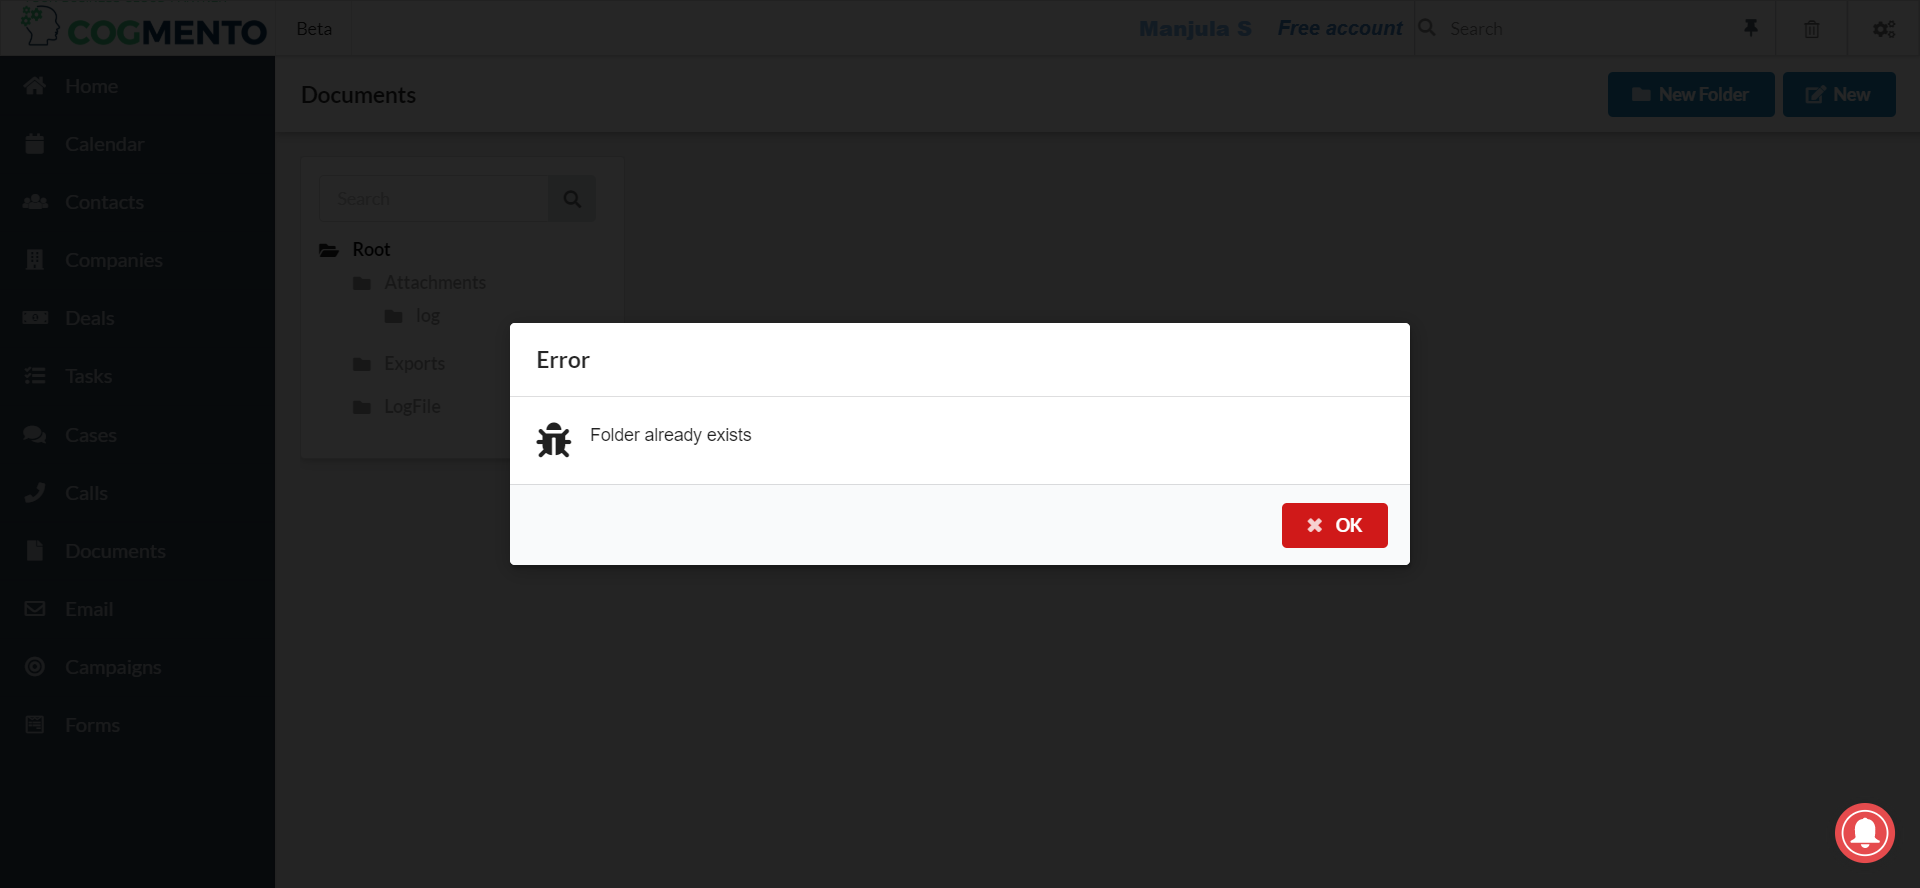 COGMENTO
Beta
Manjula S
Free account
Search
Home
Calendar
Contacts
Companies
Deals
Tasks
Cases
Calls
Documents
Email
Campaigns
Forms
Documents
New Folder
New
Search
Root
Attachments
log
Exports
LogFile
Error
Folder already exists
OK